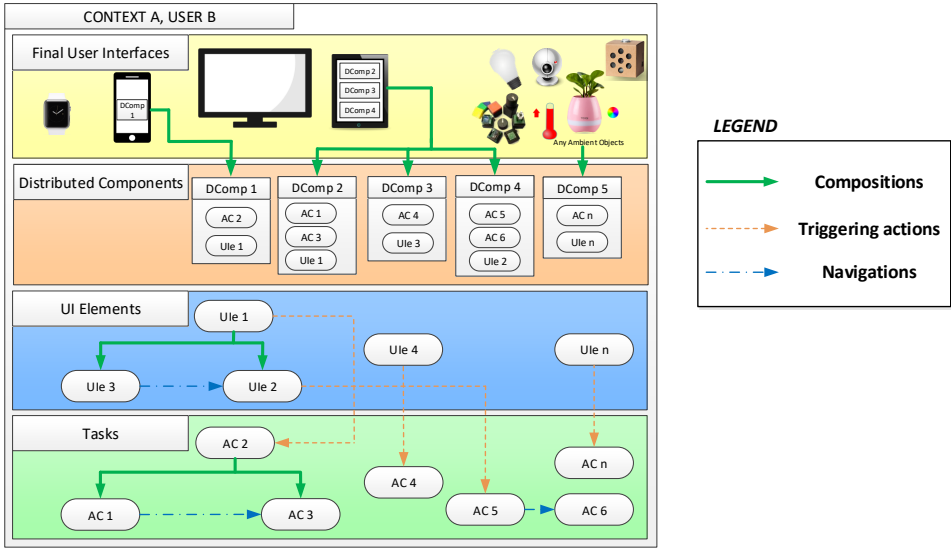 CONTEXT A, USER B
Final User Interfaces
DComp
1
DComp 2
DComp 3
DComp 4
Any Ambient Objects
Distributed Components
DComp 1
AC 2
UIe 1
DComp 2
AC 1
AC 3
UIe 1
DComp 3
AC 4
UIe 3
DComp 4
AC 5
AC 6
UIe 2
DComp 5
AC n
UIe n
UI Elements
UIe 1
UIe 4
UIe n
UIe 3
UIe 2
Tasks
AC 2
AC n
AC 4
AC 1
AC 3
AC 5
AC 6
LEGEND
Compositions
Triggering actions
Navigations